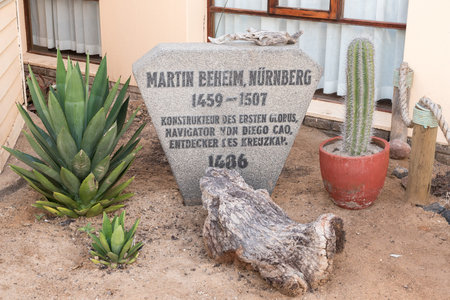 MARTIN BEHEIM, NÜRNBERG
1459–1507
KONSTRUKTEUR DES ERSTEN GLOBUS,
NAVIGATOR VON DIEGO CAO,
ENTDECKER DES KREUZKAP.
1486